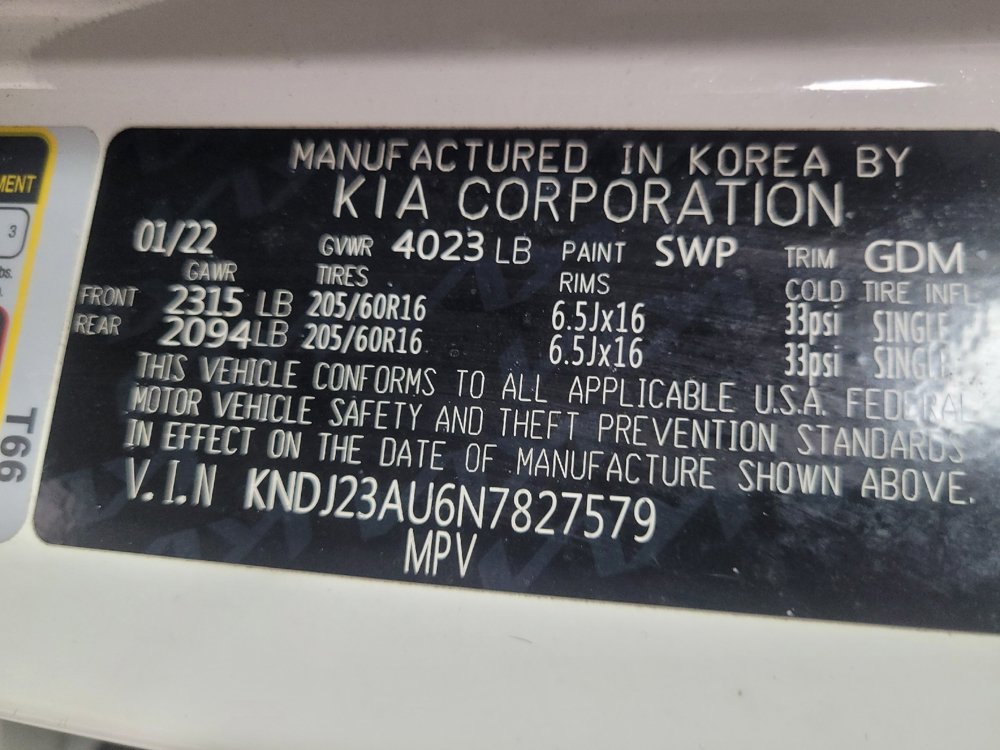 MANUFACTURED IN KOREA BY
KIA CORPORATION
01/22 GVWR 4023 LB PAINT SWP TRIM GDM
GAWR TIRES RIMS COLD TIRE INFL
FRONT 2315 LB 205/60R16 6.5Jx16 33psi SINGLE
REAR 2094LB 205/60R16 6.5Jx16 33psi SINGLE
THIS VEHICLE CONFORMS TO ALL APPLICABLE U.S.A. FEDERAL
MOTOR VEHICLE SAFETY AND THEFT PREVENTION STANDARDS
IN EFFECT ON THE DATE OF MANUFACTURE SHOWN ABOVE.
V.I.N KNDJ23AU6N7827579
MPV
MENT
3
T66